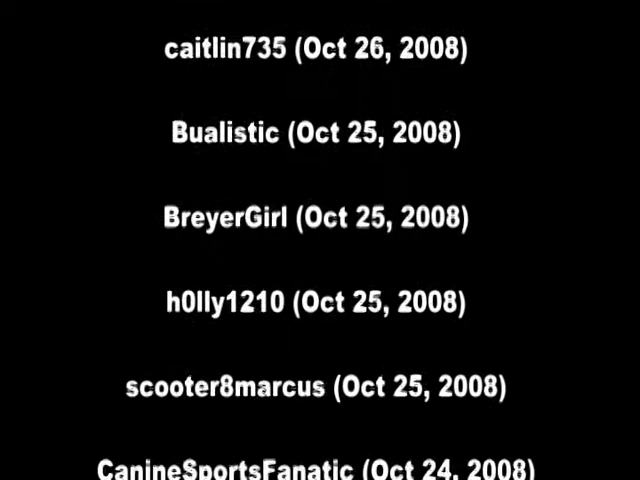 caitlin735 (Oct 26, 2008)
Bualistic (Oct 25, 2008)
BreyerGirl (Oct 25, 2008)
h0lly1210 (Oct 25, 2008)
scooter8marcus (Oct 25, 2008)
CanineSportsFanatic (Oct 24, 2008)